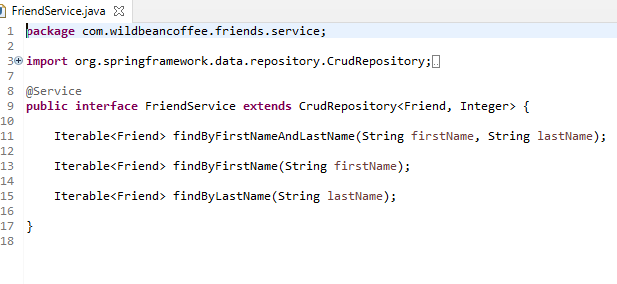 FriendService.java
1 package com.wildbeancoffee.friends.service;
2
3 import org.springframework.data.repository.CrudRepository;
8 @Service
9 public interface FriendService extends CrudRepository<Friend, Integer> {
10
11 Iterable<Friend> findByFirstNameAndLastName(String firstName, String lastName);
12
13 Iterable<Friend> findByFirstName(String firstName);
14
15 Iterable<Friend> findByLastName(String lastName);
16
17 }
18